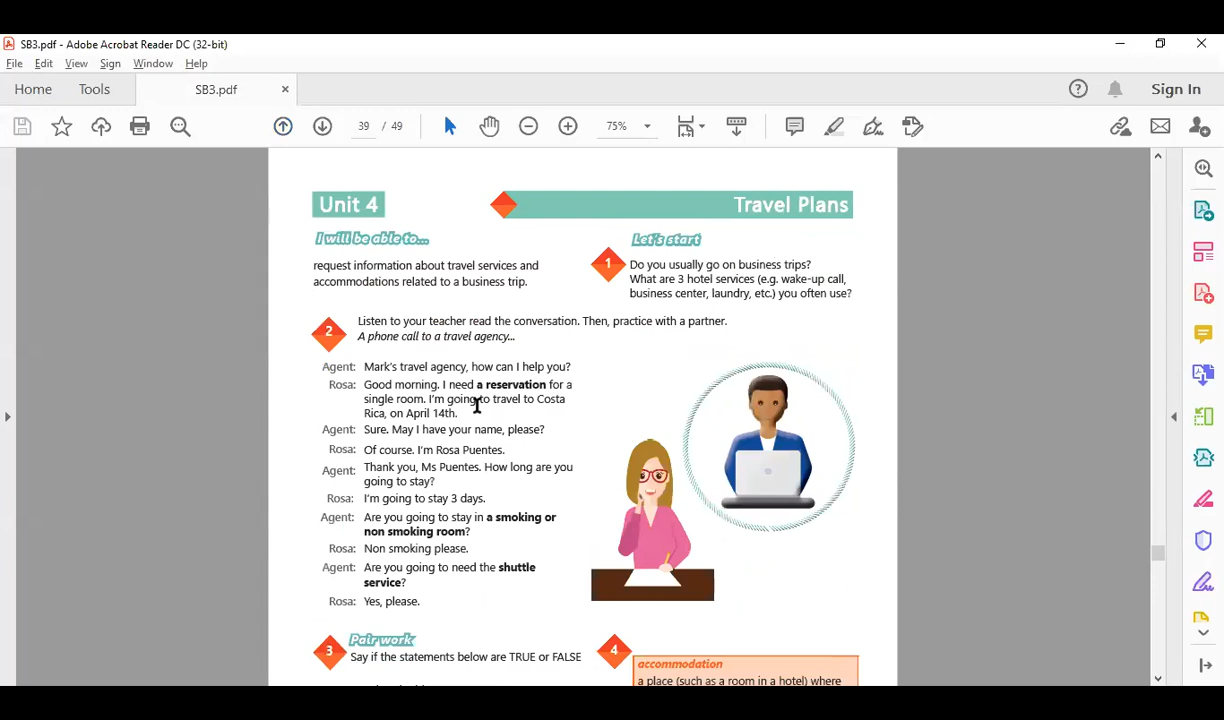 SB3.pdf - Adobe Acrobat Reader DC (32-bit)
File Edit View Sign Window Help
Home Tools SB3.pdf × Sign In
39 / 49 75%
Unit 4 Travel Plans
I will be able to...
request information about travel services and
accommodations related to a business trip.
Let's start
1
Do you usually go on business trips?
What are 3 hotel services (e.g. wake-up call,
business center, laundry, etc.) you often use?
2
Listen to your teacher read the conversation. Then, practice with a partner.
A phone call to a travel agency...
Agent: Mark's travel agency, how can I help you?
Rosa: Good morning. I need a reservation for a
single room. I'm going to travel to Costa
Rica, on April 14th.
Agent: Sure. May I have your name, please?
Rosa: Of course. I'm Rosa Puentes.
Agent: Thank you, Ms Puentes. How long are you
going to stay?
Rosa: I'm going to stay 3 days.
Agent: Are you going to stay in a smoking or
non smoking room?
Rosa: Non smoking please.
Agent: Are you going to need the shuttle
service?
Rosa: Yes, please.
3
Pair work
Say if the statements below are TRUE or FALSE
4
accommodation
a place (such as a room in a hotel) where